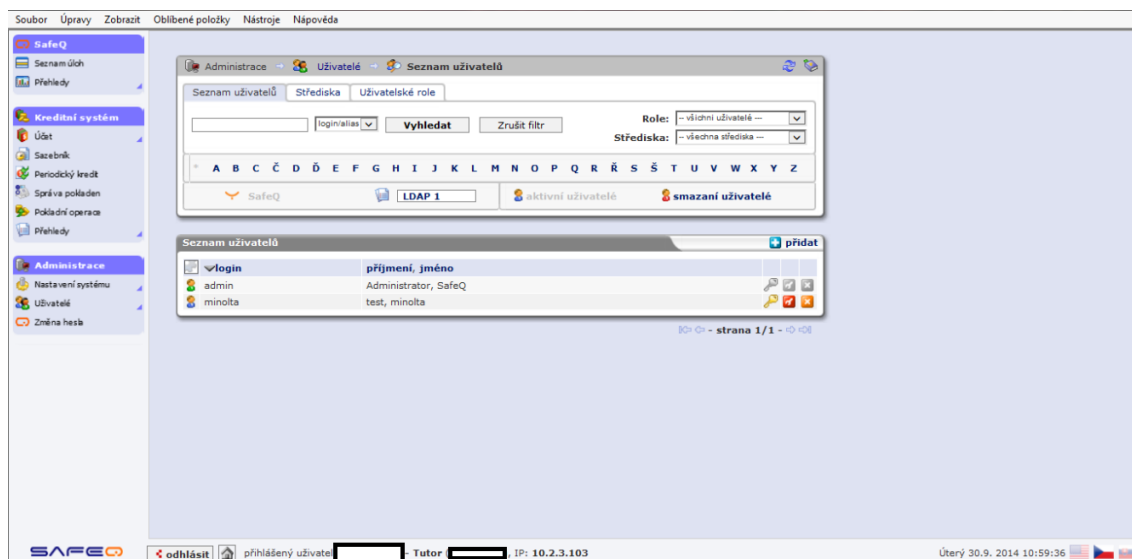 Soubor Úpravy Zobrazit Oblíbené položky Nástroje Nápověda
SafeQ
Seznam úloh
Přehledy
Kreditní systém
Účet
Sazebník
Periodický kredit
Správa pokladen
Pokladní operace
Přehledy
Administrace
Nastavení systému
Uživatelé
Změna hesla
Administrace Uživatelé Seznam uživatelů
Seznam uživatelů Střediska Uživatelské role
login/alias Vyhledat Zrušit filtr Role: -- všichni uživatelé ---
Střediska: -- všechna střediska ---
* A B C Č D Ď E F G H I J K L M N O P Q R Ř S Š T U V W X Y Z
SafeQ LDAP 1 aktivní uživatelé smazaní uživatelé
Seznam uživatelů přidat
login příjmení, jméno
admin Administrator, SafeQ
minolta test, minolta
- strana 1/1 -
SAFEQ odhlásit přihlášený uživatel - Tutor ( , IP: 10.2.3.103 Úterý 30.9. 2014 10:59:36